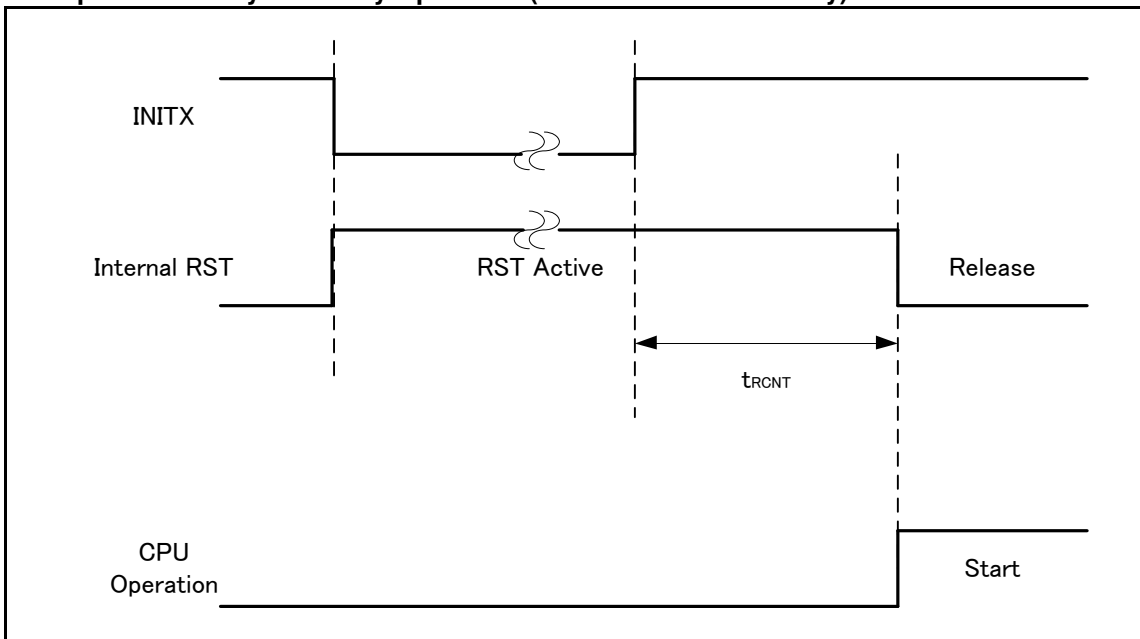 INITX
Internal RST
RST Active
Release
tRCNT
CPU
Operation
Start